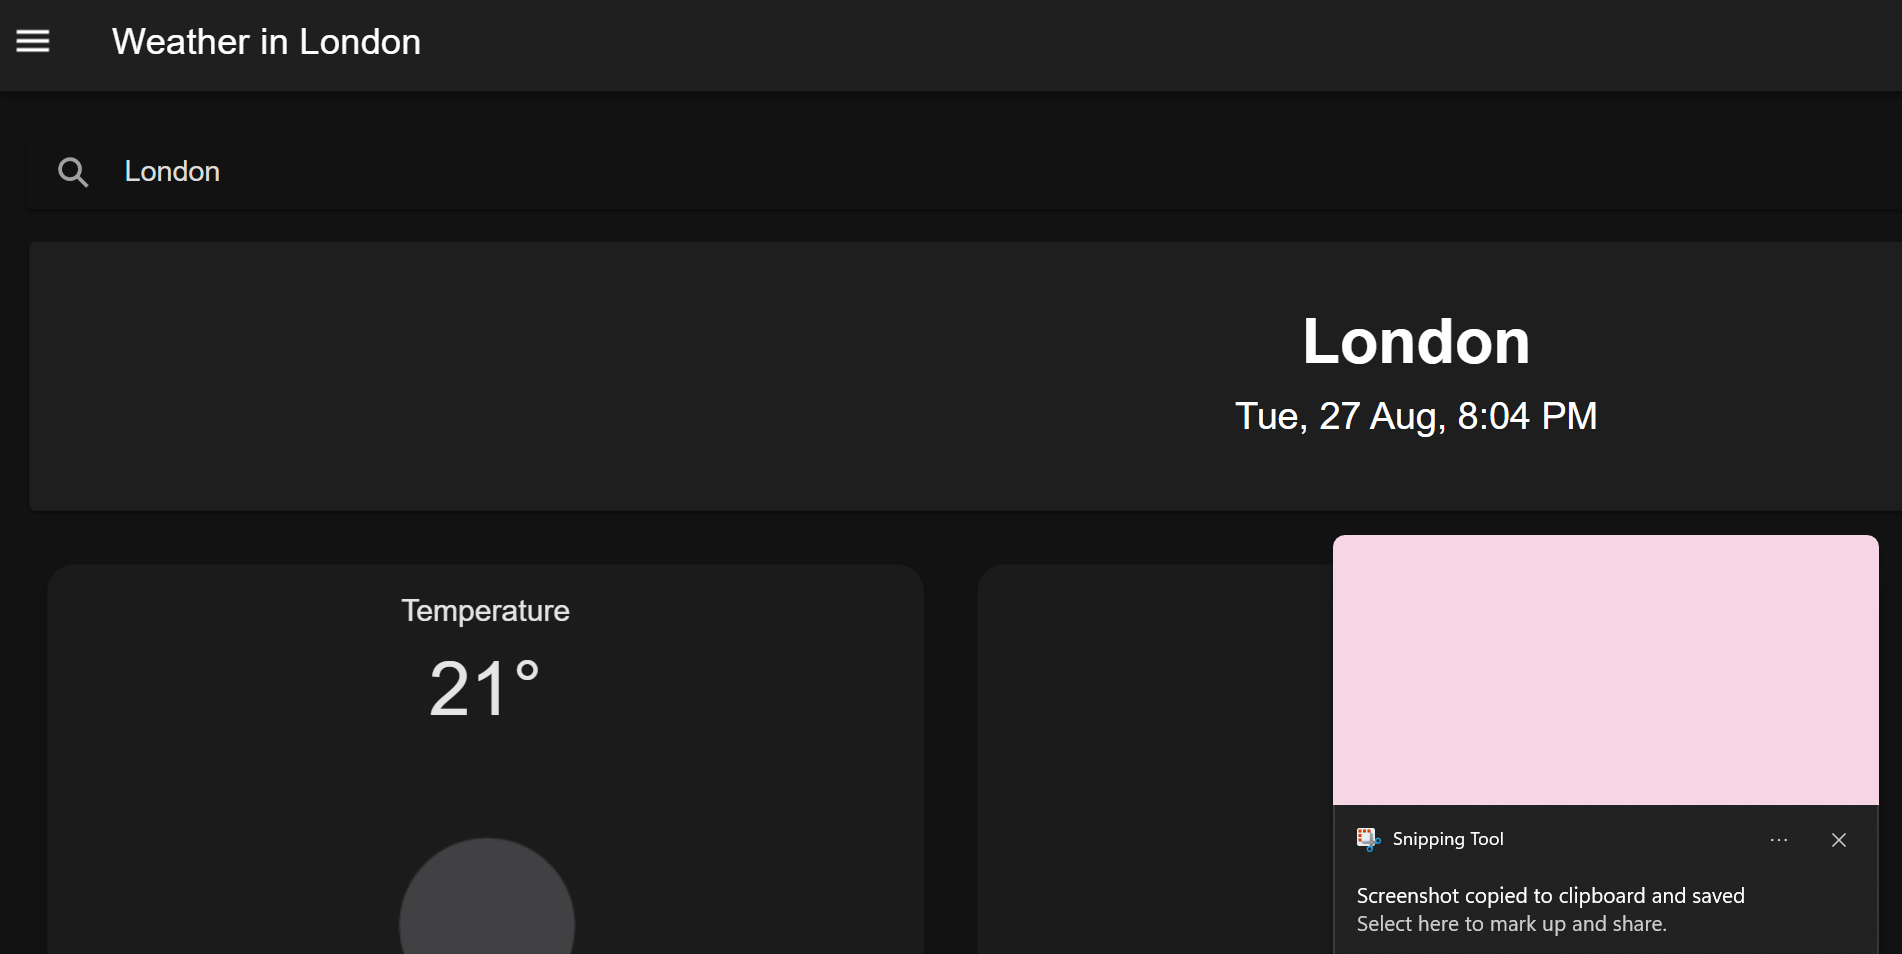 Weather in London
London
London
Tue, 27 Aug, 8:04 PM
Temperature
21°
Snipping Tool
Screenshot copied to clipboard and saved
Select here to mark up and share.